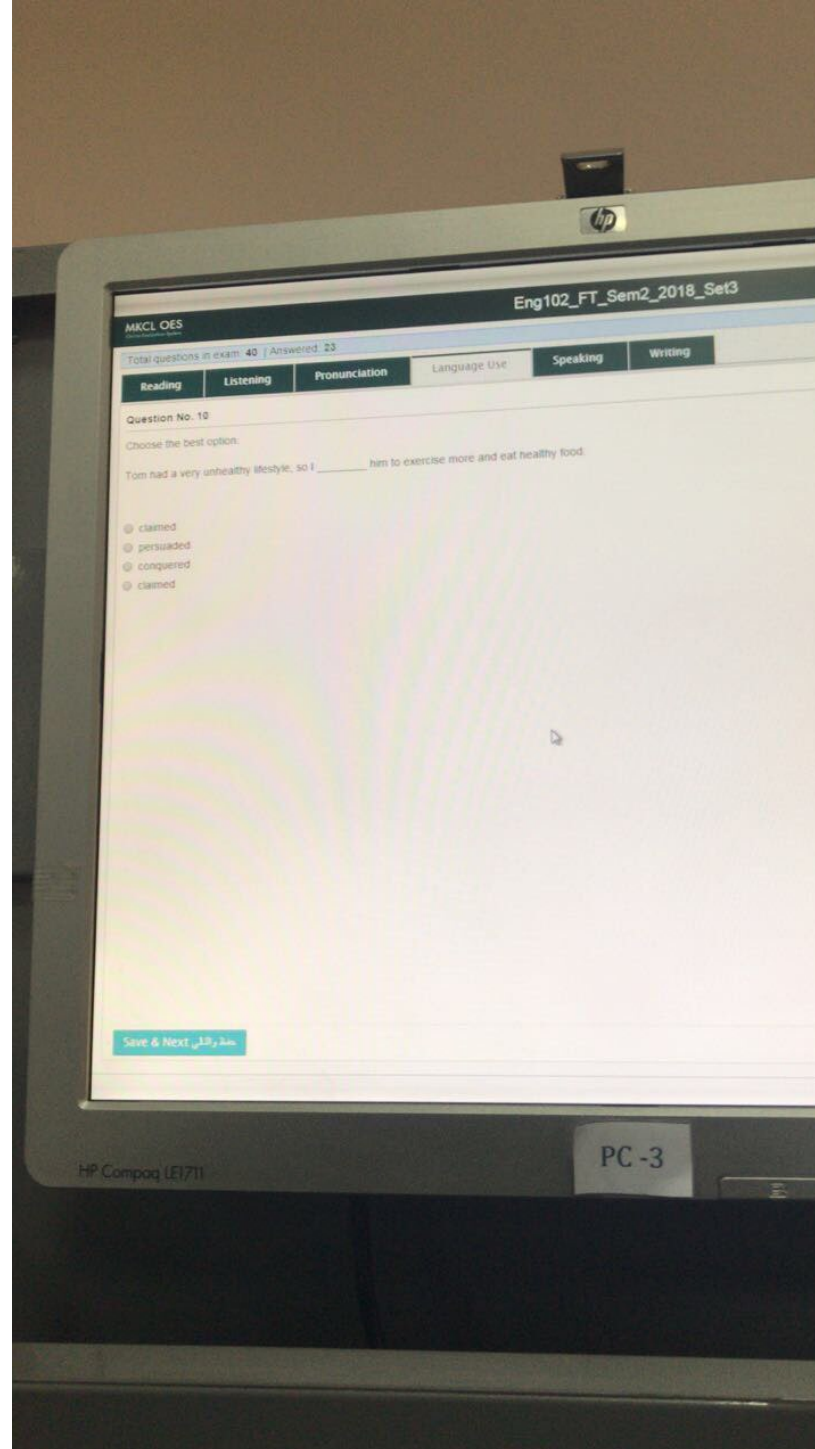 hp
Eng102_FT_Sem2_2018_Set3
MKCL OES
Total questions in exam: 40 | Answered: 23
Reading Listening Pronunciation Language Use Speaking Writing
Question No. 10
Choose the best option:
Tom had a very unhealthy lifestyle, so I ________ him to exercise more and eat healthy food.
claimed
persuaded
conquered
claimed
Save & Next
PC -3
HP Compaq LE1711